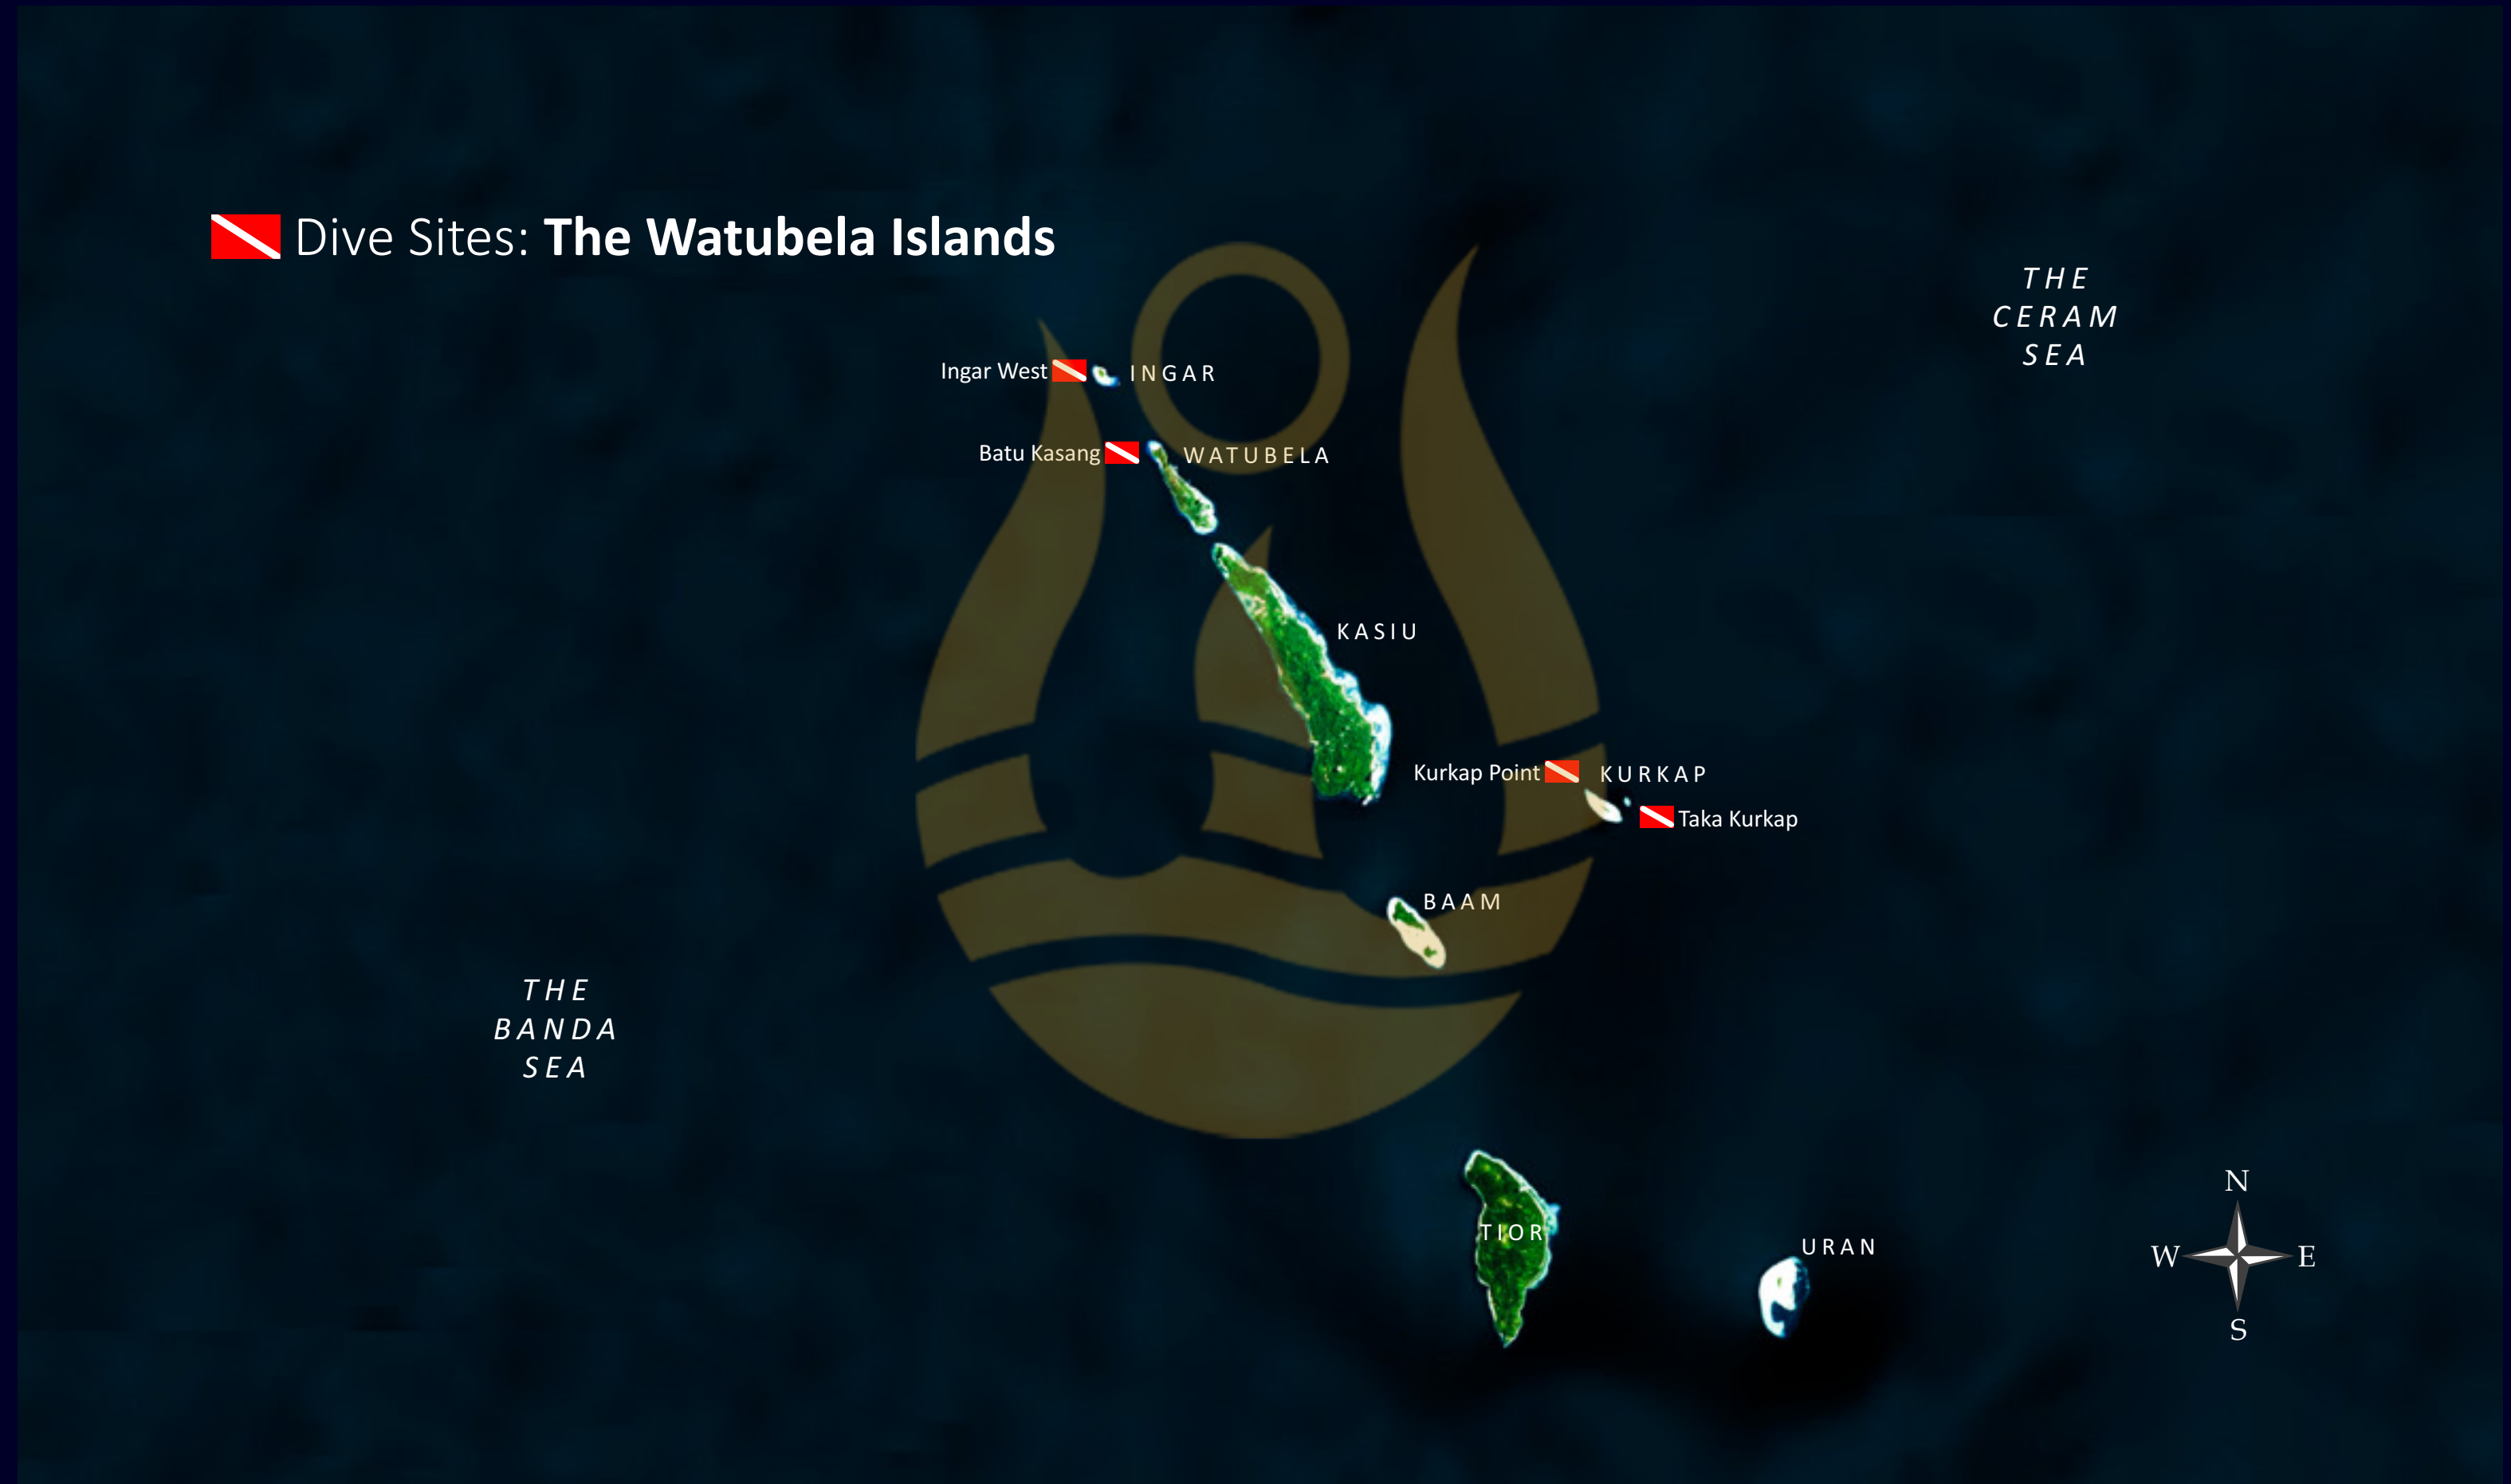 Dive Sites: The Watubela Islands
THE
CERAM
SEA
Ingar West
INGAR
Batu Kasang
WATUBELA
KASIU
Kurkap Point
KURKAP
Taka Kurkap
BAAM
THE
BANDA
SEA
TIOR
URAN
N
W
E
S